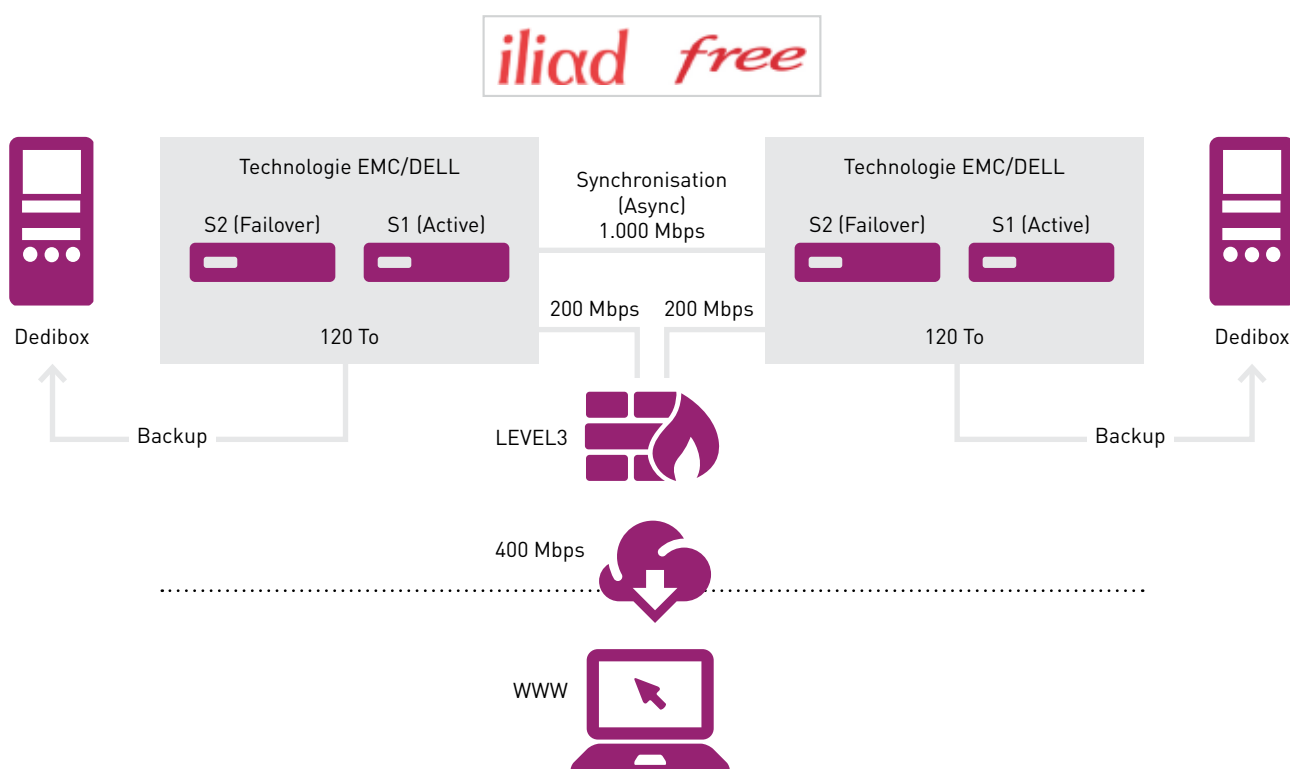 iliad free
Technologie EMC/DELL
S2 (Failover) S1 (Active)
120 To
Synchronisation
(Async)
1.000 Mbps
Technologie EMC/DELL
S2 (Failover) S1 (Active)
120 To
200 Mbps 200 Mbps
Dedibox
Dedibox
Backup
LEVEL3
Backup
400 Mbps
WWW